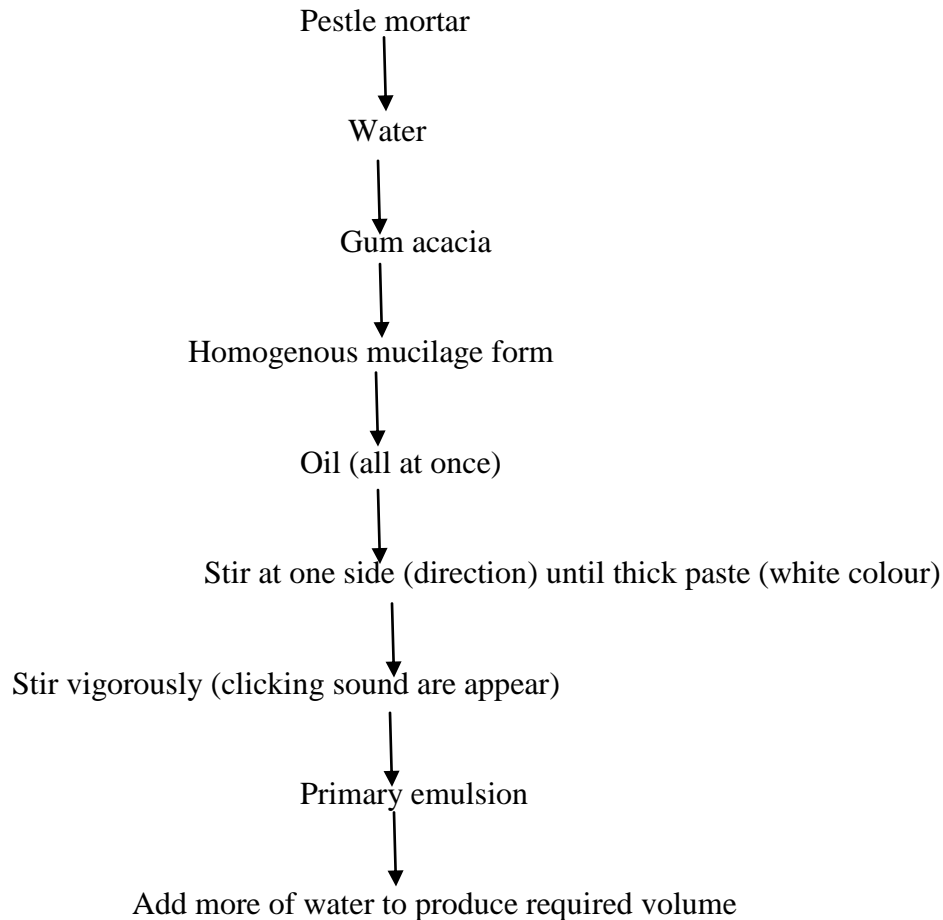 Pestle mortar
Water
Gum acacia
Homogenous mucilage form
Oil (all at once)
Stir at one side (direction) until thick paste (white colour)
Stir vigorously (clicking sound are appear)
Primary emulsion
Add more of water to produce required volume